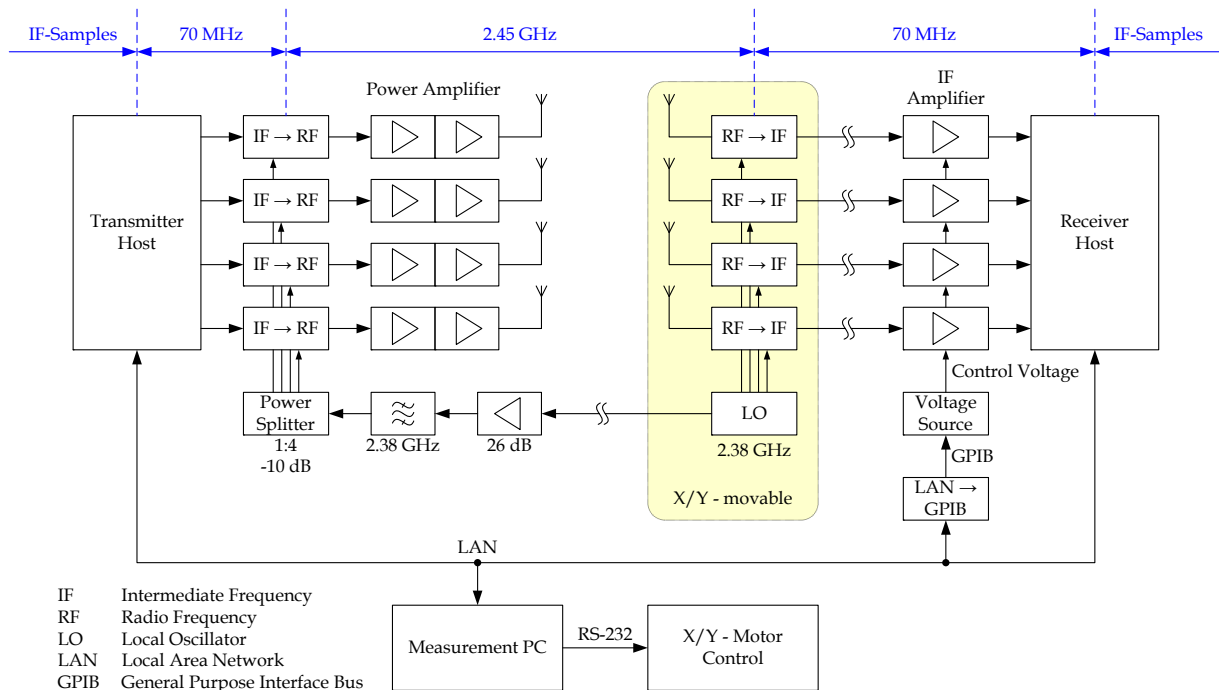 IF-Samples
70 MHz
2.45 GHz
70 MHz
IF-Samples
Power Amplifier
IF
Amplifier
Transmitter
Host
IF → RF
IF → RF
IF → RF
IF → RF
RF → IF
RF → IF
RF → IF
RF → IF
Receiver
Host
Control Voltage
Power
Splitter
1:4
-10 dB
2.38 GHz
26 dB
LO
2.38 GHz
X/Y - movable
Voltage
Source
GPIB
LAN →
GPIB
LAN
Measurement PC
RS-232
X/Y - Motor
Control
IF Intermediate Frequency
RF Radio Frequency
LO Local Oscillator
LAN Local Area Network
GPIB General Purpose Interface Bus